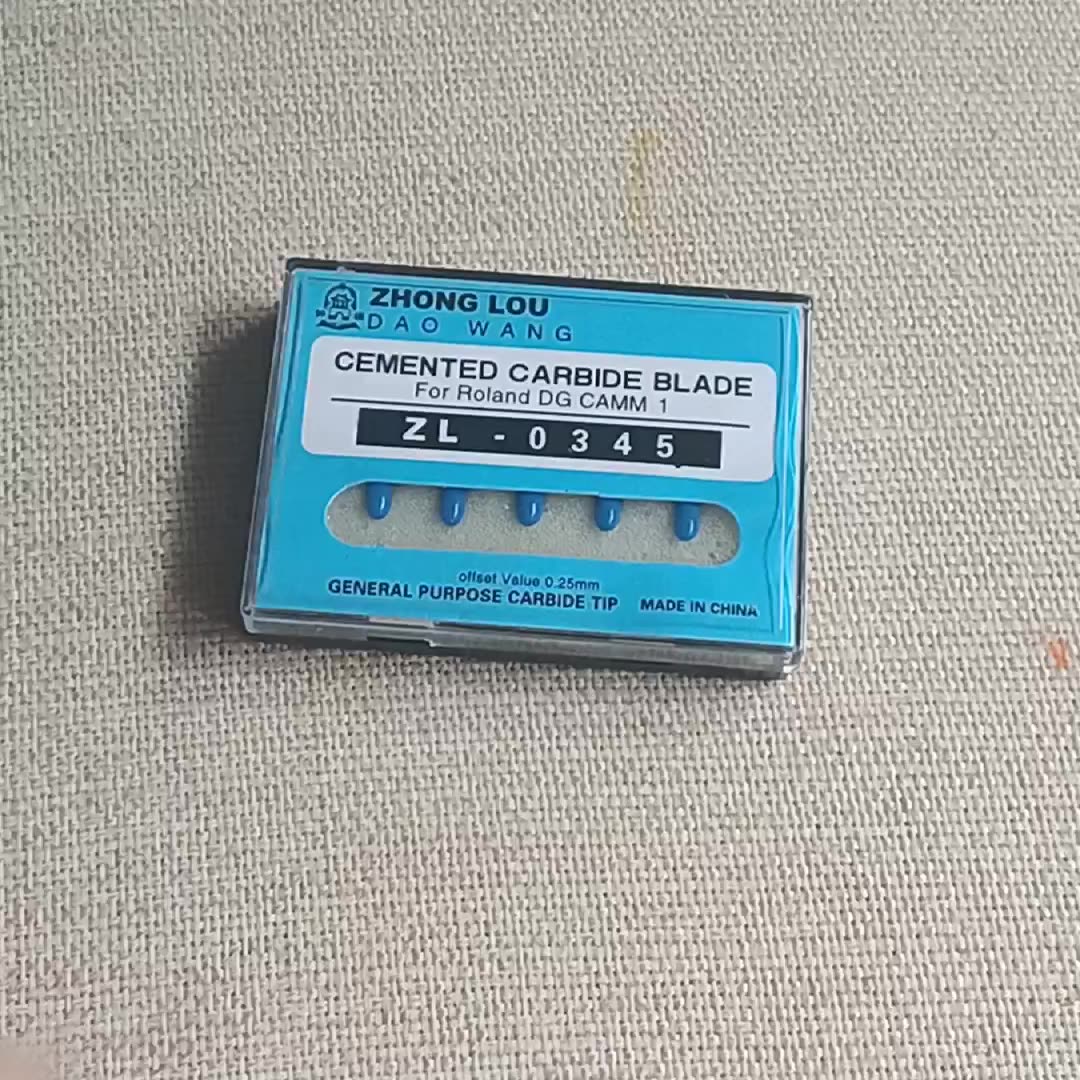 ZHONG LOU
DAO WANG
CEMENTED CARBIDE BLADE
For Roland DG CAMM 1
ZL - 0345
offset Value 0.25mm
GENERAL PURPOSE CARBIDE TIP MADE IN CHINA